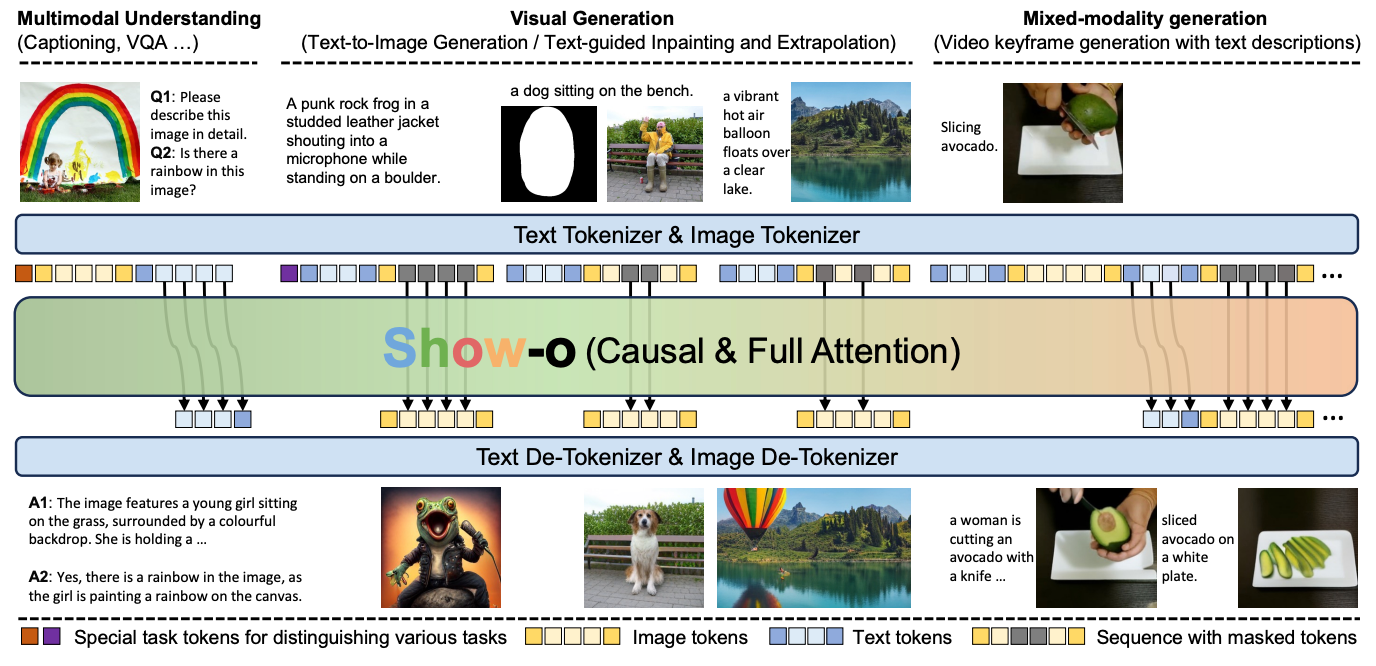 Multimodal Understanding
(Captioning, VQA …)
Visual Generation
(Text-to-Image Generation / Text-guided Inpainting and Extrapolation)
Mixed-modality generation
(Video keyframe generation with text descriptions)
Q1: Please
describe this
image in detail.
Q2: Is there a
rainbow in this
image?
A punk rock frog in a
studded leather jacket
shouting into a
microphone while
standing on a boulder.
a dog sitting on the bench.
a vibrant
hot air
balloon
floats over
a clear
lake.
Slicing
avocado.
Text Tokenizer & Image Tokenizer
...
Show-o (Causal & Full Attention)
...
Text De-Tokenizer & Image De-Tokenizer
A1: The image features a young girl sitting
on the grass, surrounded by a colourful
backdrop. She is holding a …
A2: Yes, there is a rainbow in the image, as
the girl is painting a rainbow on the canvas.
a woman is
cutting an
avocado with
a knife …
sliced
avocado on
a white
plate.
Special task tokens for distinguishing various tasks
Image tokens
Text tokens
Sequence with masked tokens